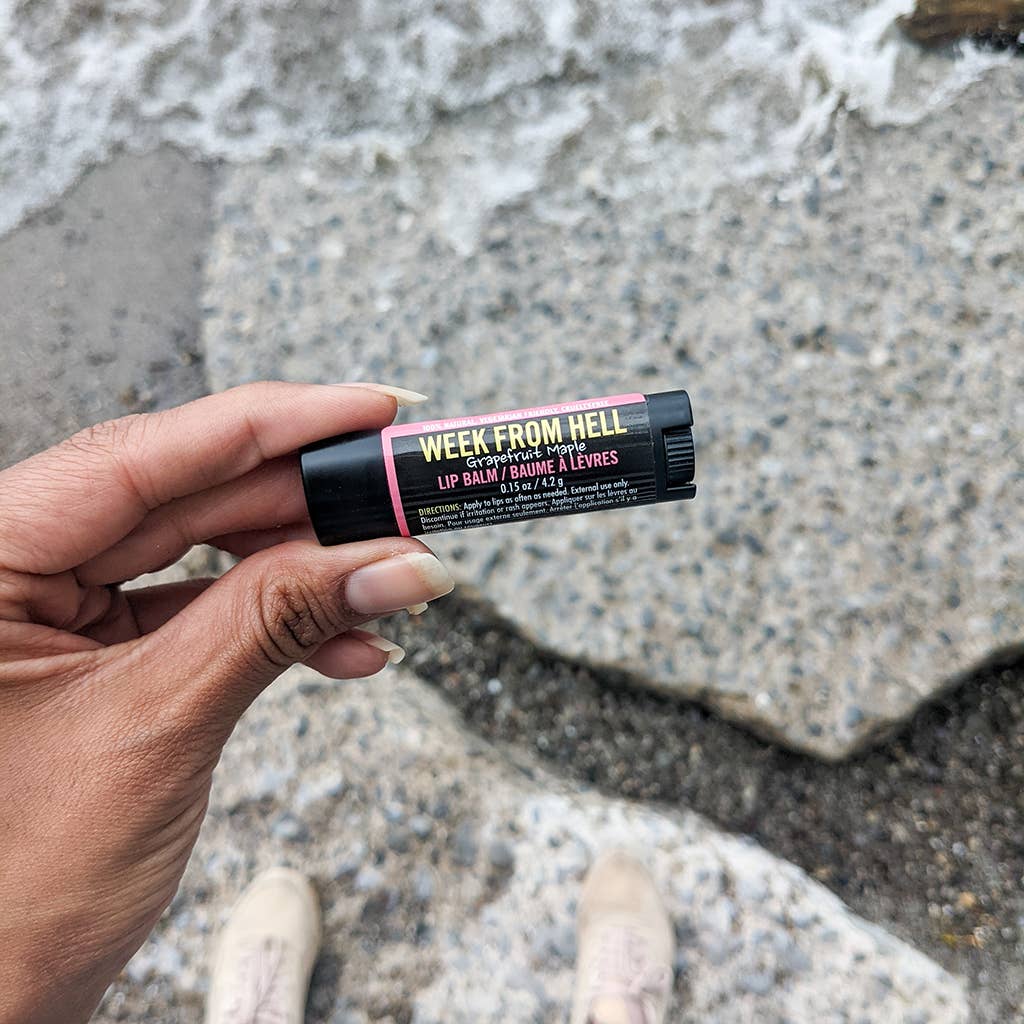 100% NATURAL, VEGETARIAN FRIENDLY, CRUELTY FREE
WEEK FROM HELL
Grapefruit Maple
LIP BALM / BAUME À LÈVRES
0.15 oz / 4.2 g
DIRECTIONS: Apply to lips as often as needed. External use only.
Discontinue if irritation or rash appears. Appliquer sur les lèvres au
besoin. Pour usage externe seulement. Arrêter l'application s'il y a